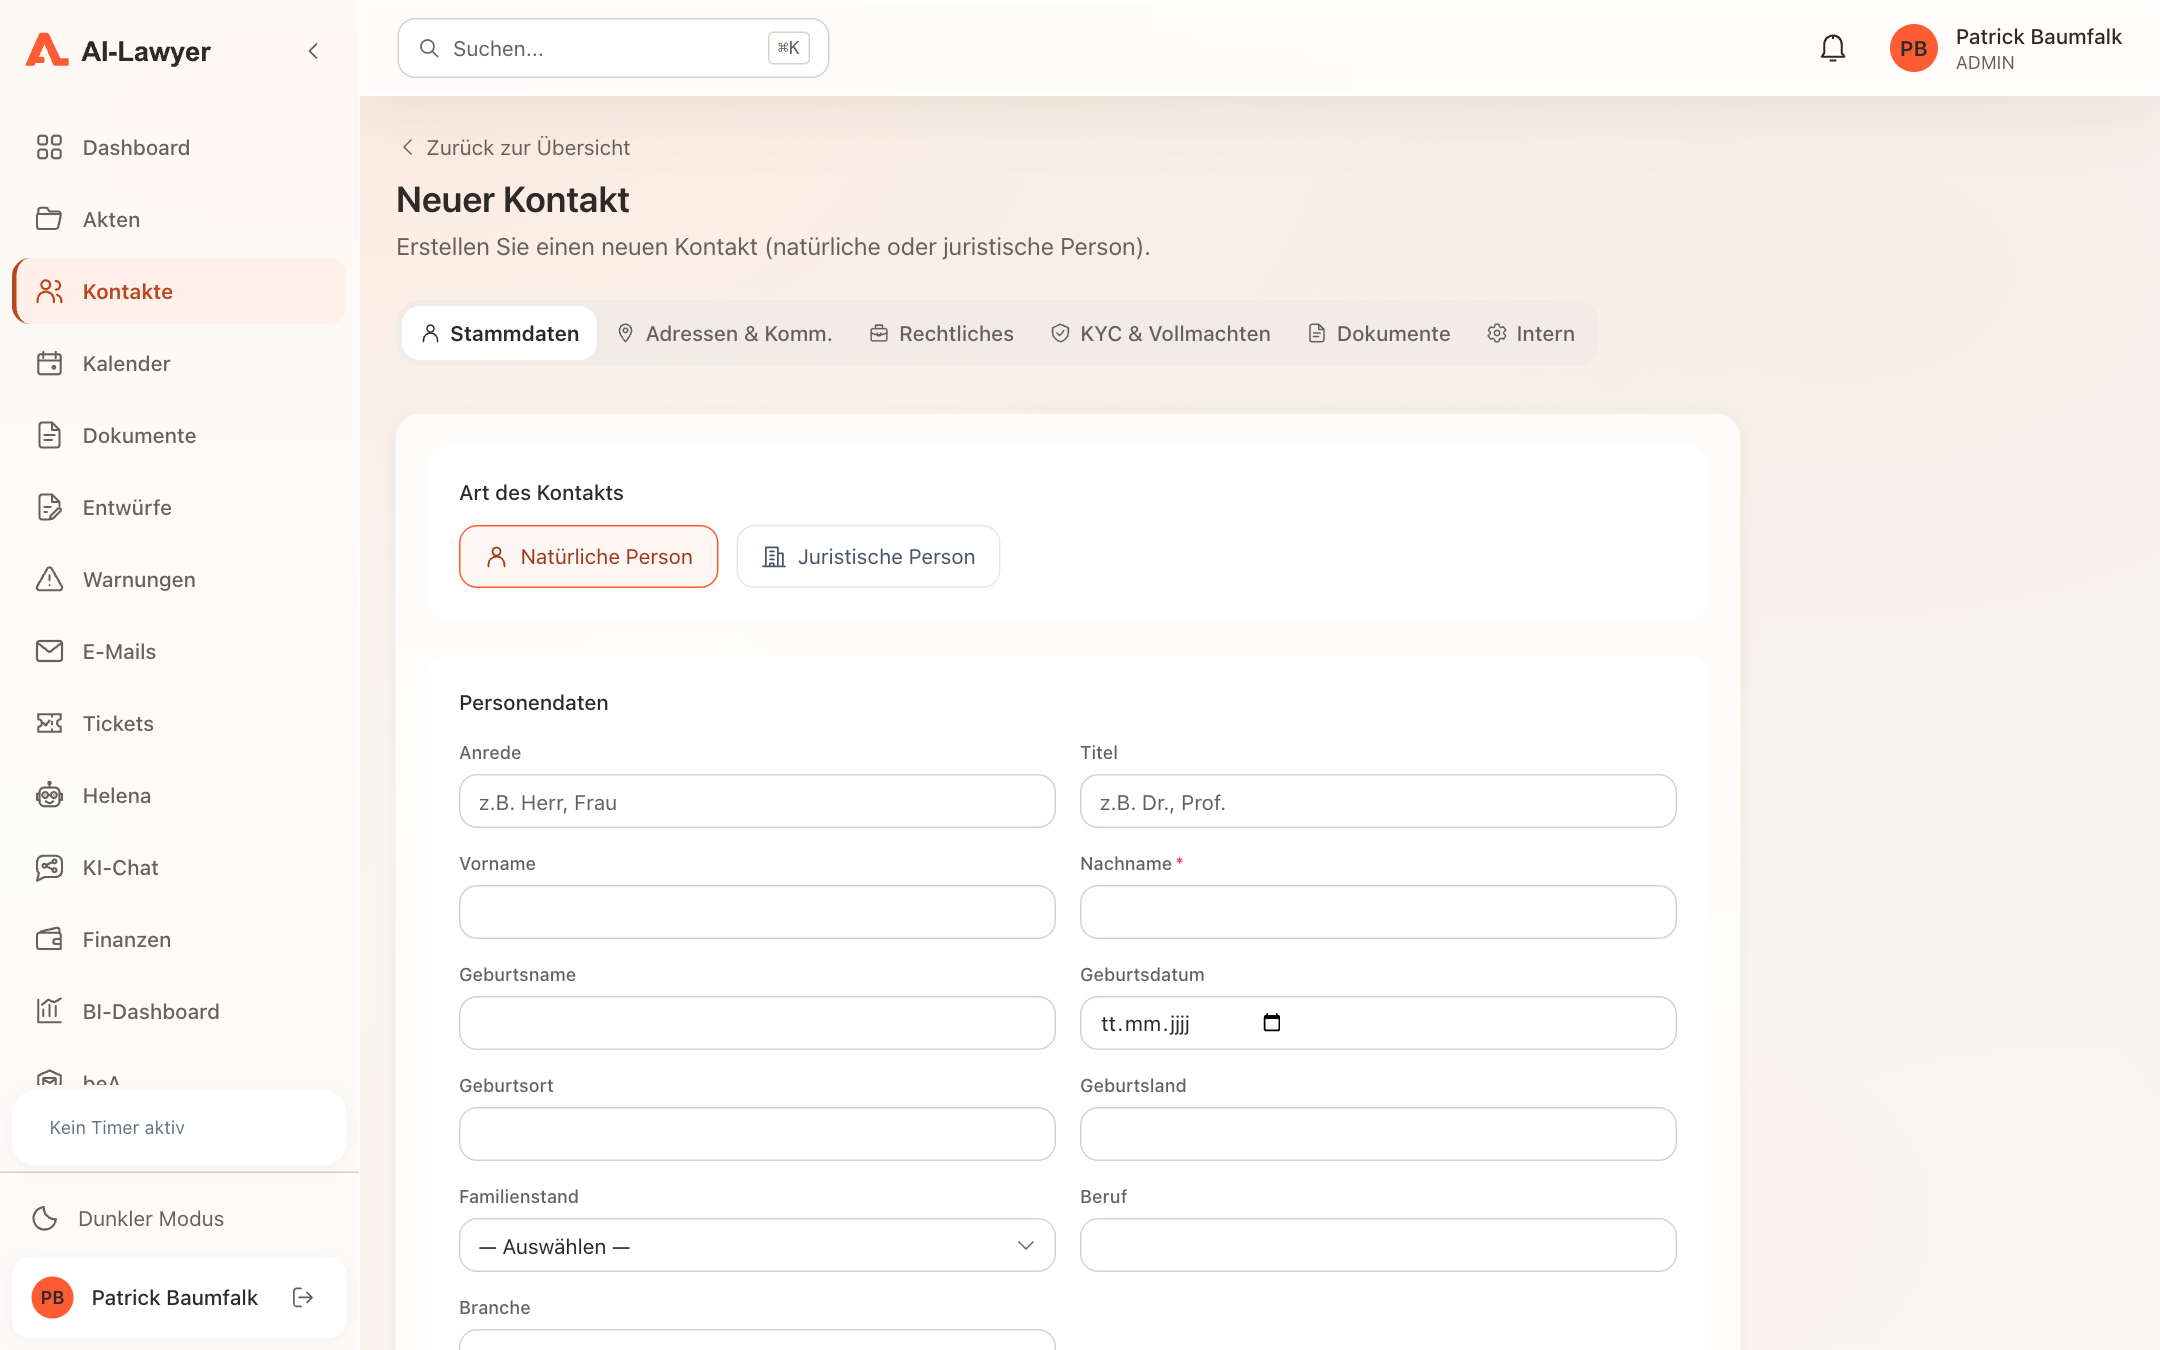 AI-Lawyer
Suchen...
⌘K
PB
Patrick Baumfalk
ADMIN
Dashboard
Akten
Kontakte
Kalender
Dokumente
Entwürfe
Warnungen
E-Mails
Tickets
Helena
KI-Chat
Finanzen
BI-Dashboard
beA
Kein Timer aktiv
Dunkler Modus
PB
Patrick Baumfalk
Zurück zur Übersicht
Neuer Kontakt
Erstellen Sie einen neuen Kontakt (natürliche oder juristische Person).
Stammdaten
Adressen & Komm.
Rechtliches
KYC & Vollmachten
Dokumente
Intern
Art des Kontakts
Natürliche Person
Juristische Person
Personendaten
Anrede
z.B. Herr, Frau
Titel
z.B. Dr., Prof.
Vorname
Nachname *
Geburtsname
Geburtsdatum
tt.mm.jjjj
Geburtsort
Geburtsland
Familienstand
— Auswählen —
Beruf
Branche